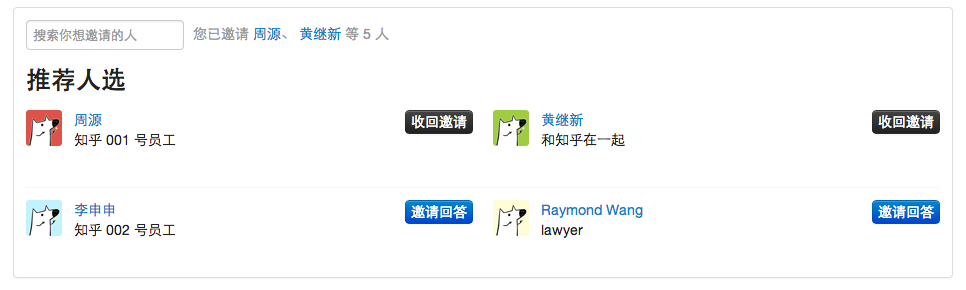 搜索你想邀请的人 您已邀请 周源、 黄继新 等 5 人
推荐人选
周源 收回邀请 黄继新 收回邀请
知乎 001 号员工 和知乎在一起
李申申 邀请回答 Raymond Wang 邀请回答
知乎 002 号员工 lawyer